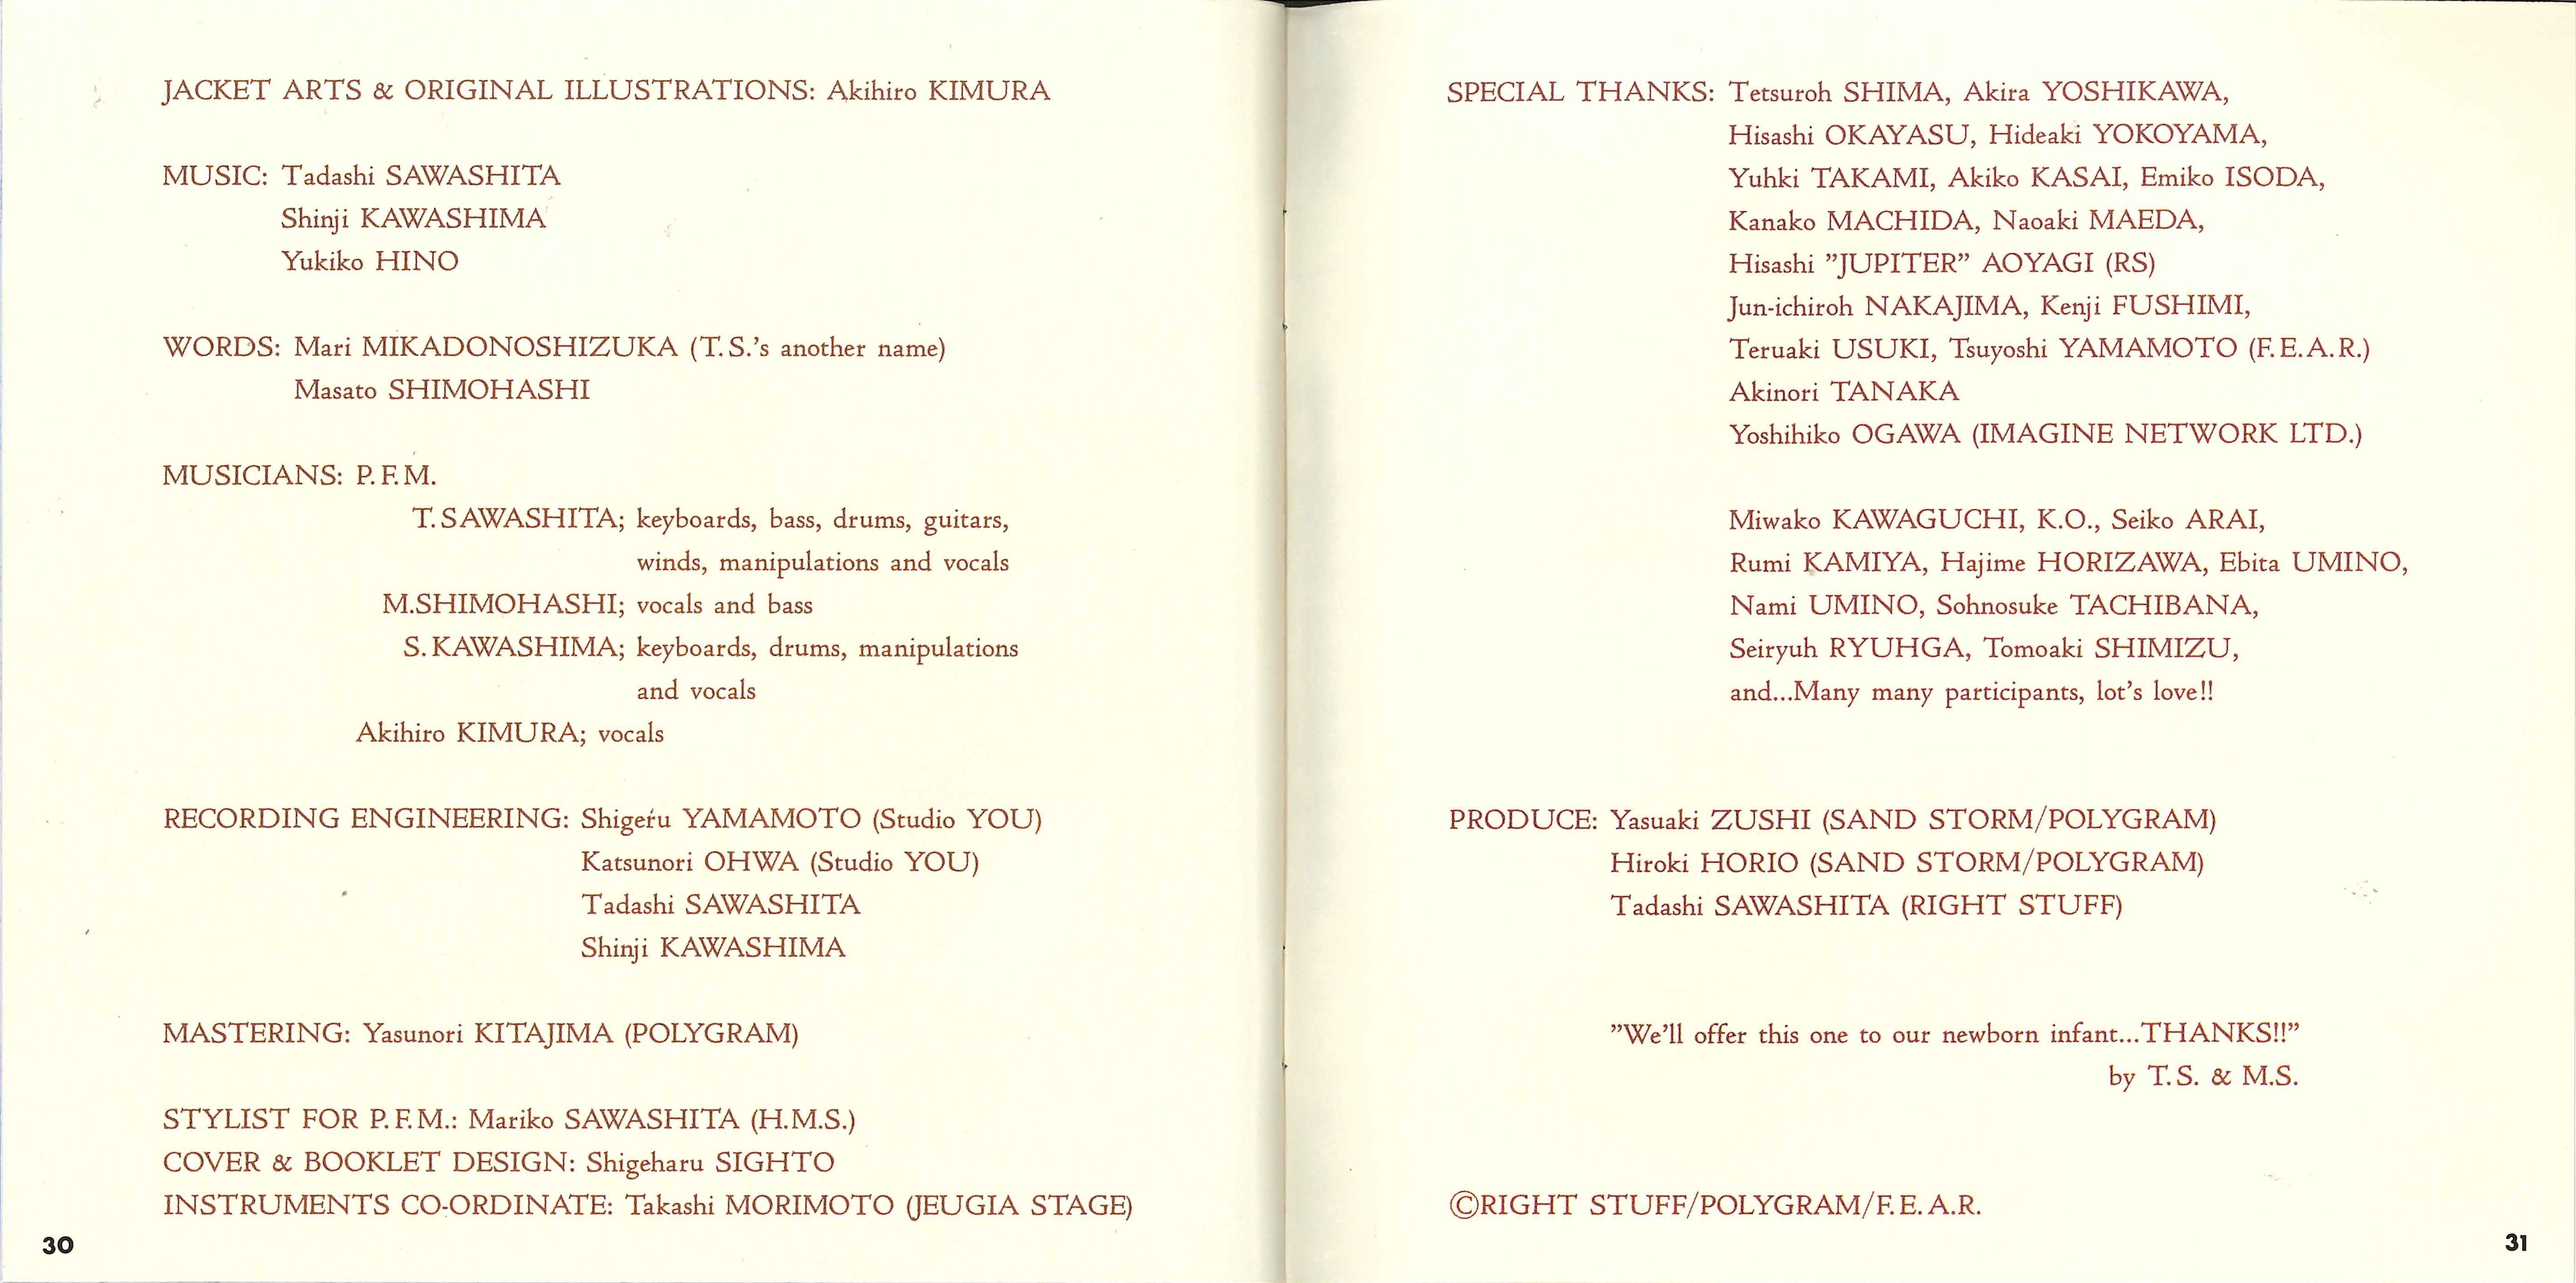 JACKET ARTS & ORIGINAL ILLUSTRATIONS: Akihiro KIMURA
MUSIC: Tadashi SAWASHITA
Shinji KAWASHIMA
Yukiko HINO
WORDS: Mari MIKADONOSHIZUKA (T.S.'s another name)
Masato SHIMOHASHI
MUSICIANS: P.F.M.
T.SAWASHITA; keyboards, bass, drums, guitars,
winds, manipulations and vocals
M.SHIMOHASHI; vocals and bass
S.KAWASHIMA; keyboards, drums, manipulations
and vocals
Akihiro KIMURA; vocals
RECORDING ENGINEERING: Shigeru YAMAMOTO (Studio YOU)
Katsunori OHWA (Studio YOU)
Tadashi SAWASHITA
Shinji KAWASHIMA
MASTERING: Yasunori KITAJIMA (POLYGRAM)
STYLIST FOR P.F.M.: Mariko SAWASHITA (H.M.S.)
COVER & BOOKLET DESIGN: Shigeharu SIGHTO
INSTRUMENTS CO-ORDINATE: Takashi MORIMOTO (JEUGIA STAGE)
30
SPECIAL THANKS: Tetsuroh SHIMA, Akira YOSHIKAWA,
Hisashi OKAYASU, Hideaki YOKOYAMA,
Yuhki TAKAMI, Akiko KASAI, Emiko ISODA,
Kanako MACHIDA, Naoaki MAEDA,
Hisashi ”JUPITER” AOYAGI (RS)
Jun-ichiroh NAKAJIMA, Kenji FUSHIMI,
Teruaki USUKI, Tsuyoshi YAMAMOTO (F.E.A.R.)
Akinori TANAKA
Yoshihiko OGAWA (IMAGINE NETWORK LTD.)
Miwako KAWAGUCHI, K.O., Seiko ARAI,
Rumi KAMIYA, Hajime HORIZAWA, Ebita UMINO,
Nami UMINO, Sohnosuke TACHIBANA,
Seiryuh RYUHGA, Tomoaki SHIMIZU,
and...Many many participants, lot's love!!
PRODUCE: Yasuaki ZUSHI (SAND STORM/POLYGRAM)
Hiroki HORIO (SAND STORM/POLYGRAM)
Tadashi SAWASHITA (RIGHT STUFF)
”We'll offer this one to our newborn infant...THANKS!!”
by T.S. & M.S.
©RIGHT STUFF/POLYGRAM/F.E.A.R.
31